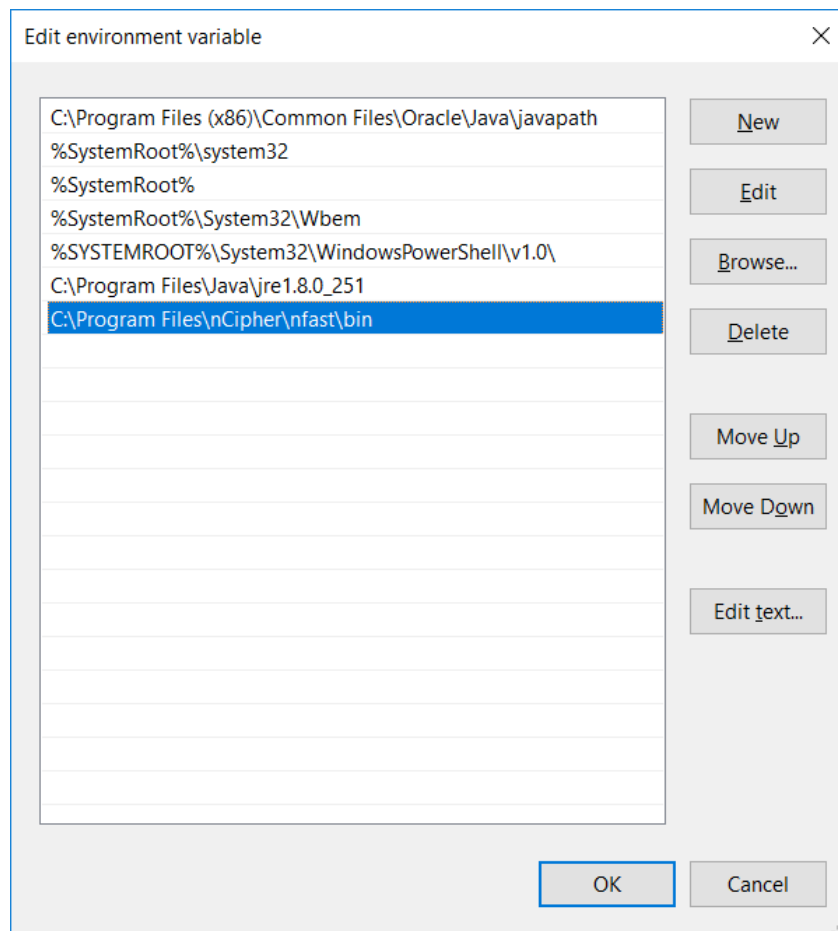 Edit environment variable
C:\Program Files (x86)\Common Files\Oracle\Java\javapath
%SystemRoot%\system32
%SystemRoot%
%SystemRoot%\System32\Wbem
%SYSTEMROOT%\System32\WindowsPowerShell\v1.0\
C:\Program Files\Java\jre1.8.0_251
C:\Program Files\nCipher\nfast\bin
New
Edit
Browse...
Delete
Move Up
Move Down
Edit text...
OK
Cancel